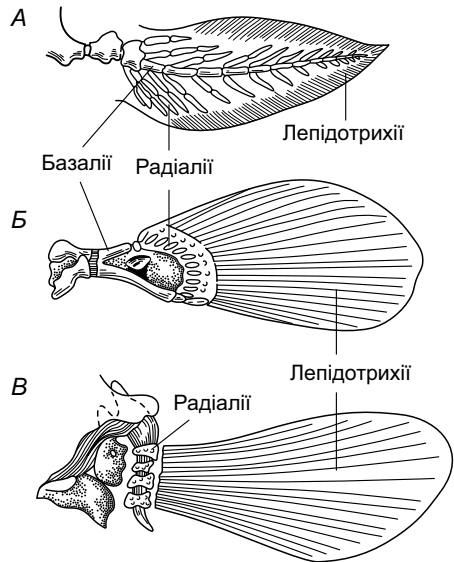 А
Лепідотрихії
Базалії Радіалії
Б
Лепідотрихії
В
Радіалії